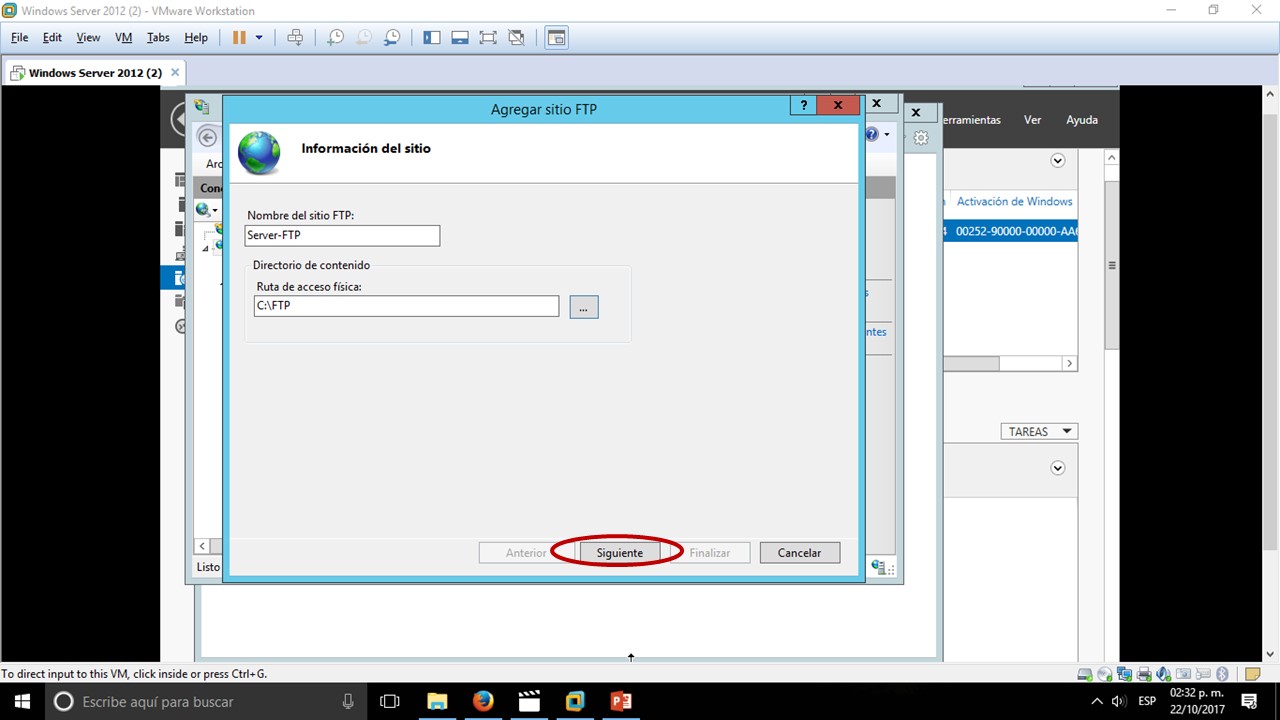 Windows Server 2012 (2) - VMware Workstation
File Edit View VM Tabs Help
Windows Server 2012 (2)
Agregar sitio FTP
?
erramientas Ver Ayuda
Información del sitio
Arc
Con
Nombre del sitio FTP:
Server-FTP
Activación de Windows
4 00252-90000-00000-AA
Directorio de contenido
Ruta de acceso física:
C:\FTP
...
s
ntes
TAREAS
Anterior Siguiente Finalizar Cancelar
Listo
To direct input to this VM, click inside or press Ctrl+G.
Escribe aquí para buscar
ESP
02:32 p. m.
22/10/2017